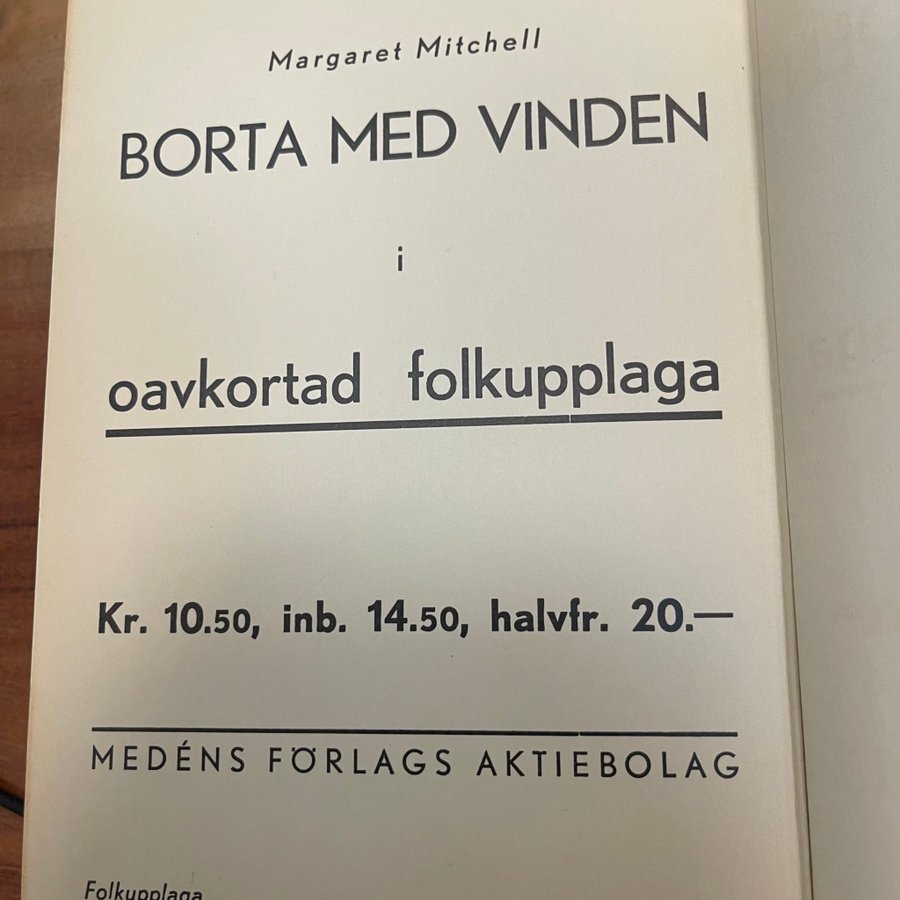 Margaret Mitchell
BORTA MED VINDEN
i
oavkortad folkupplaga
Kr. 10.50, inb. 14.50, halvfr. 20.—
MEDÉNS FÖRLAGS AKTIEBOLAG
Folkupplaga